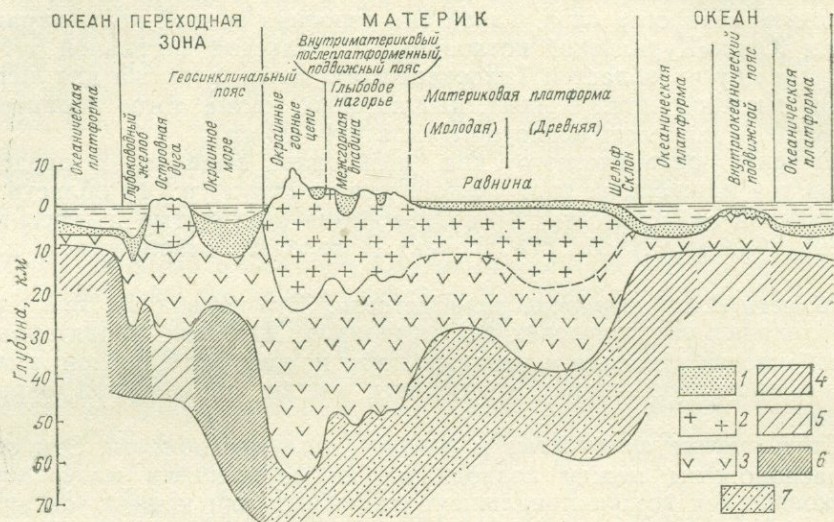 ОКЕАН
ПЕРЕХОДНАЯ
ЗОНА
МАТЕРИК
ОКЕАН
Океаническая
платформа
Глубоководный
желоб
Островная
дуга
Геосинклинальный
пояс
Окраинное
море
Внутриматериковый
послеплатформенный
подвижный пояс
Окраинные
горные
цепи
Глыбовое
нагорье
Межгорная
впадина
Материковая платформа
(Молодая)
(Древняя)
Равнина
Шельф
Склон
Океаническая
платформа
Внутриокеанический
подвижной пояс
Океаническая
платформа
Глубина, км
10
0
10
20
30
40
50
60
70
1
2
3
4
5
6
7